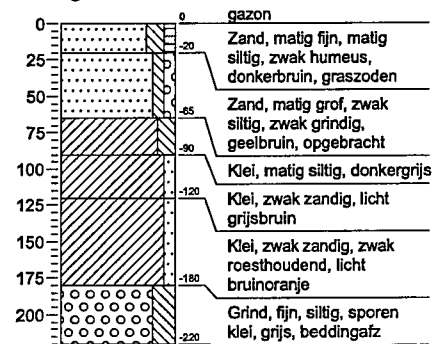 0
25
50
75
100
125
150
175
200
0
-20
-65
-90
-120
-180
-220
gazon
Zand, matig fijn, matig
siltig, zwak humeus,
donkerbruin, graszoden
Zand, matig grof, zwak
siltig, zwak grindig,
geelbruin, opgebracht
Klei, matig siltig, donkergrijs
Klei, zwak zandig, licht
grijsbruin
Klei, zwak zandig, zwak
roesthoudend, licht
bruinoranje
Grind, fijn, siltig, sporen
klei, grijs, beddingafz